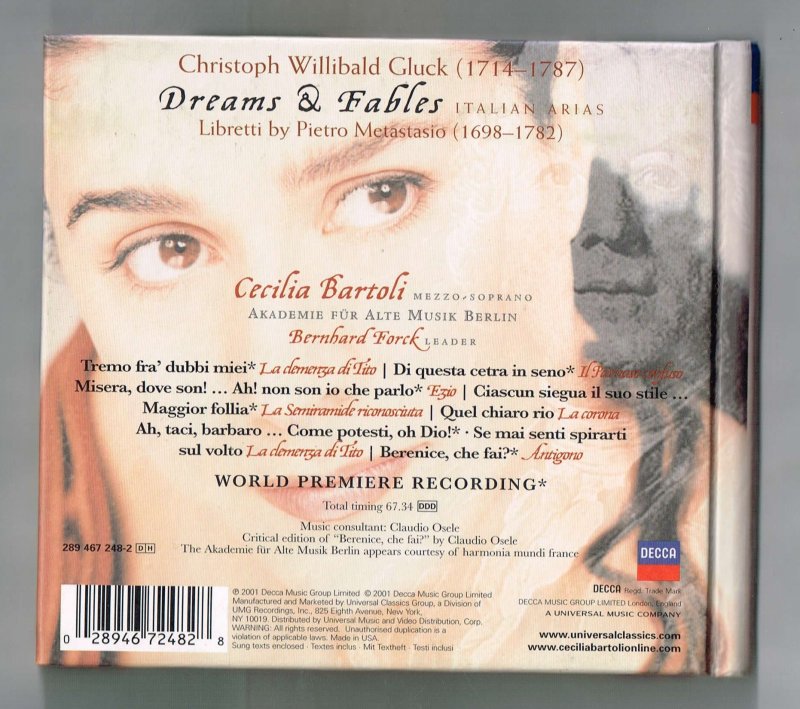 Christoph Willibald Gluck (1714–1787)
Dreams & Fables ITALIAN ARIAS
Libretti by Pietro Metastasio (1698–1782)
Cecilia Bartoli MEZZO-SOPRANO
AKADEMIE FÜR ALTE MUSIK BERLIN
Bernhard Forck LEADER
Tremo fra' dubbi miei* La clemenza di Tito | Di questa cetra in seno* Il Parnaso confuso
Misera, dove son! … Ah! non son io che parlo* Ezio | Ciascun siegua il suo stile …
Maggior follia* La Semiramide riconosciuta | Quel chiaro rio La corona
Ah, taci, barbaro … Come potesti, oh Dio!* · Se mai senti spirarti
sul volto La clemenza di Tito | Berenice, che fai?* Antigono
WORLD PREMIERE RECORDING*
Total timing 67.34 DDD
Music consultant: Claudio Osele
Critical edition of "Berenice, che fai?" by Claudio Osele
The Akademie für Alte Musik Berlin appears courtesy of harmonia mundi france
289 467 248-2 DH
DECCA
℗ 2001 Decca Music Group Limited © 2001 Decca Music Group Limited
Manufactured and Marketed by Universal Classics Group, a Division of
UMG Recordings, Inc., 825 Eighth Avenue, New York,
NY 10019. Distributed by Universal Music and Video Distribution, Corp.
WARNING: All rights reserved. Unauthorised duplication is a
violation of applicable laws. Made in USA.
Sung texts enclosed · Textes inclus · Mit Textheft · Testi inclusi
0 28946 72482 8
DECCA Regd. Trade Mark
DECCA MUSIC GROUP LIMITED London, England
A UNIVERSAL MUSIC COMPANY
www.universalclassics.com
www.ceciliabartolionline.com